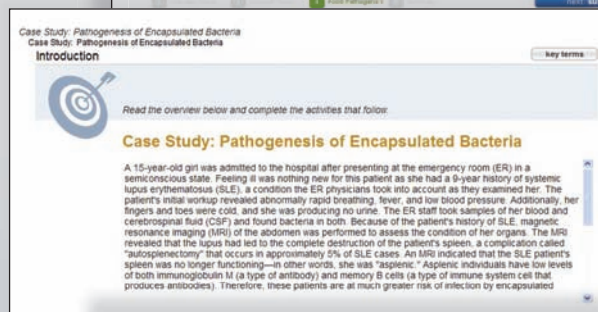 Food Pathogens I
NEXT
Case Study: Pathogenesis of Encapsulated Bacteria
Case Study: Pathogenesis of Encapsulated Bacteria
Introduction
key terms
Read the overview below and complete the activities that follow.
Case Study: Pathogenesis of Encapsulated Bacteria
A 15-year-old girl was admitted to the hospital after presenting at the emergency room (ER) in a
semiconscious state. Feeling ill was nothing new for this patient as she had a 9-year history of systemic
lupus erythematosus (SLE), a condition the ER physicians took into account as they examined her. The
patient's initial workup revealed abnormally rapid breathing, fever, and low blood pressure. Additionally, her
fingers and toes were cold, and she was producing no urine. The ER staff took samples of her blood and
cerebrospinal fluid (CSF) and found bacteria in both. Because of the patient's history of SLE, magnetic
resonance imaging (MRI) of the abdomen was performed to assess the condition of her organs. The MRI
revealed that the lupus had led to the complete destruction of the patient's spleen, a complication called
"autosplenectomy" that occurs in approximately 5% of SLE cases. An MRI indicated that the SLE patient's
spleen was no longer functioning—in other words, she was "asplenic." Asplenic individuals have low levels
of both immunoglobulin M (a type of antibody) and memory B cells (a type of immune system cell that
produces antibodies). Therefore, these patients are at much greater risk of infection by encapsulated